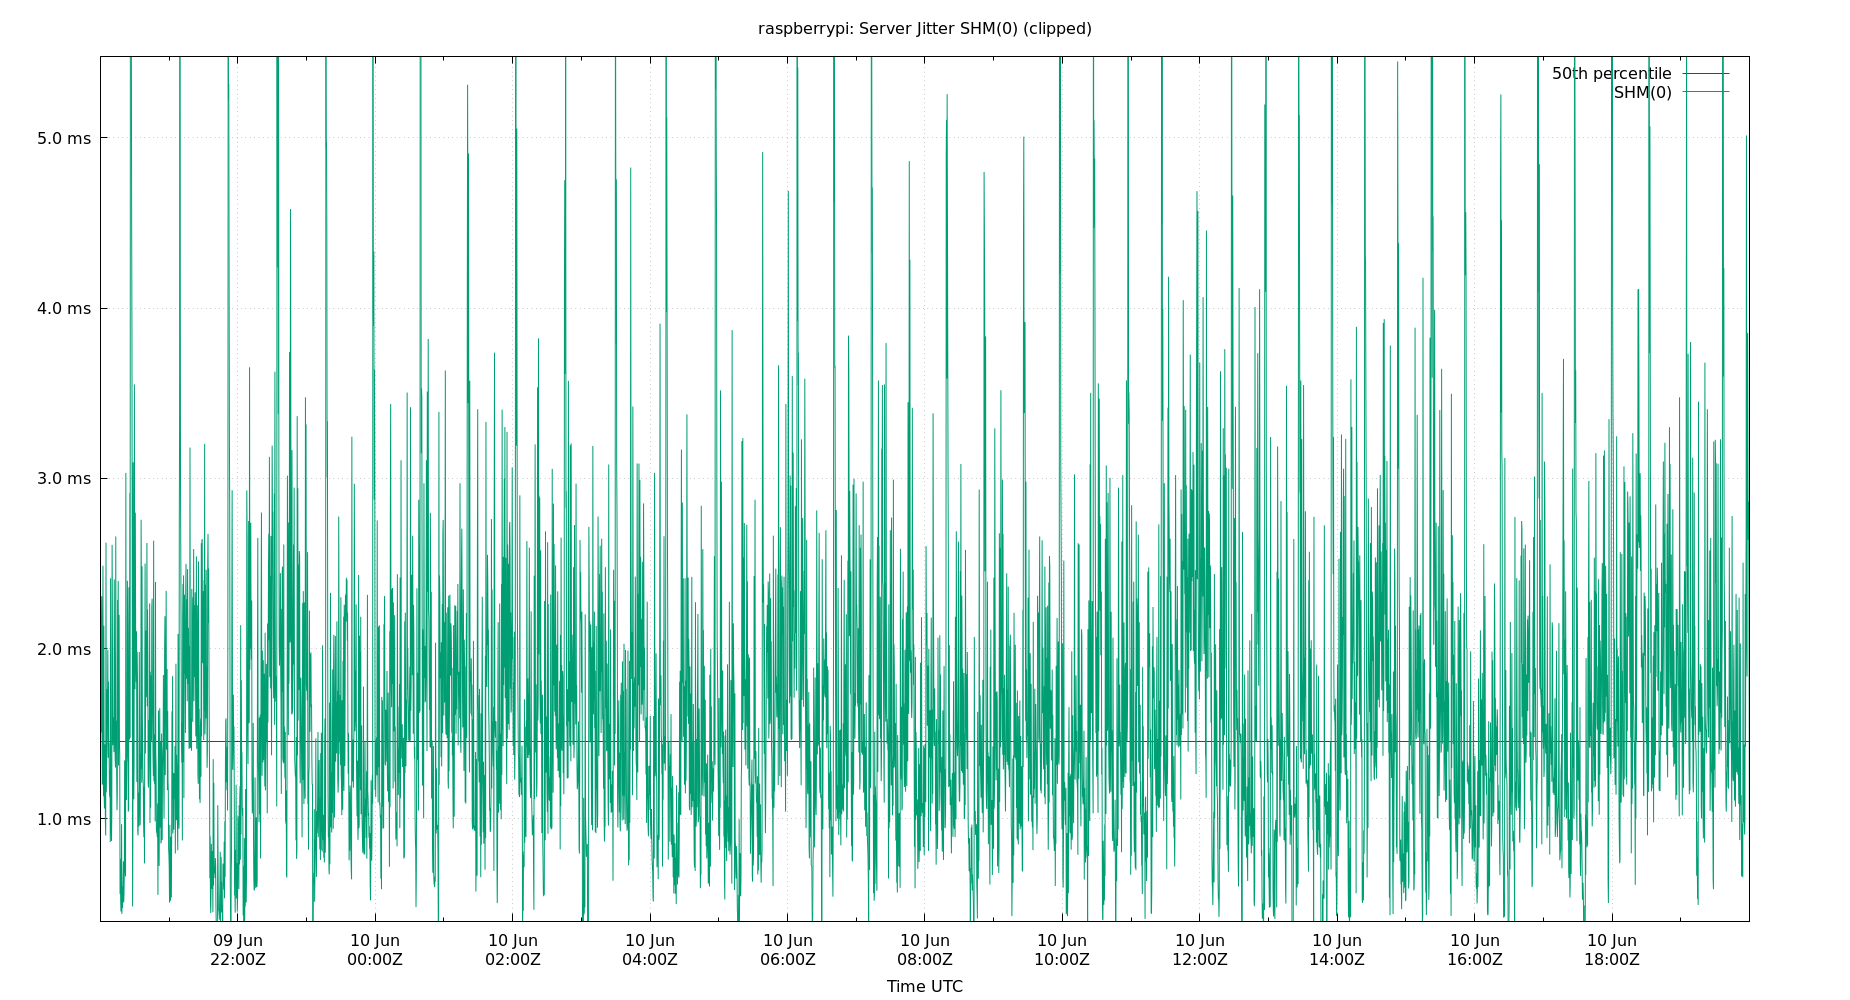 raspberrypi: Server Jitter SHM(0) (clipped)
50th percentile
SHM(0)
5.0 ms
4.0 ms
3.0 ms
2.0 ms
1.0 ms
09 Jun 10 Jun 10 Jun 10 Jun 10 Jun 10 Jun 10 Jun 10 Jun 10 Jun 10 Jun 10 Jun
22:00Z 00:00Z 02:00Z 04:00Z 06:00Z 08:00Z 10:00Z 12:00Z 14:00Z 16:00Z 18:00Z
Time UTC